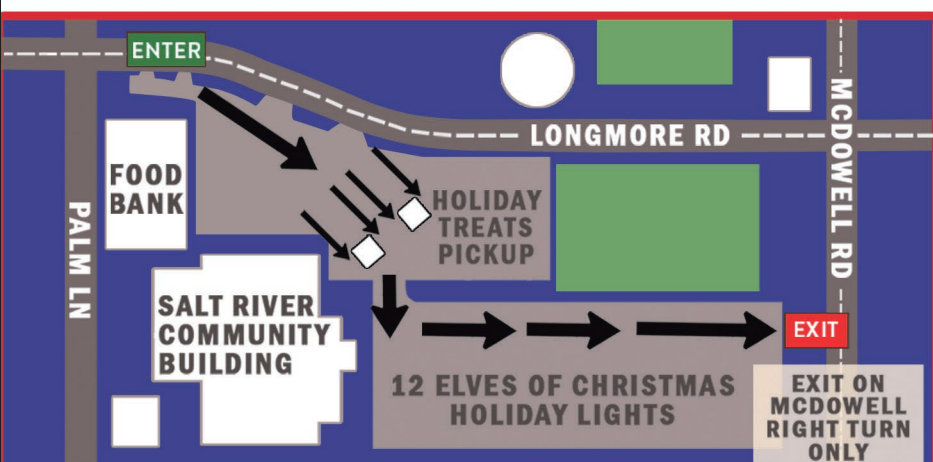 ENTER
LONGMORE RD
MCDOWELL RD
PALM LN
FOOD
BANK
HOLIDAY
TREATS
PICKUP
SALT RIVER
COMMUNITY
BUILDING
EXIT
12 ELVES OF CHRISTMAS
HOLIDAY LIGHTS
EXIT ON
MCDOWELL
RIGHT TURN
ONLY